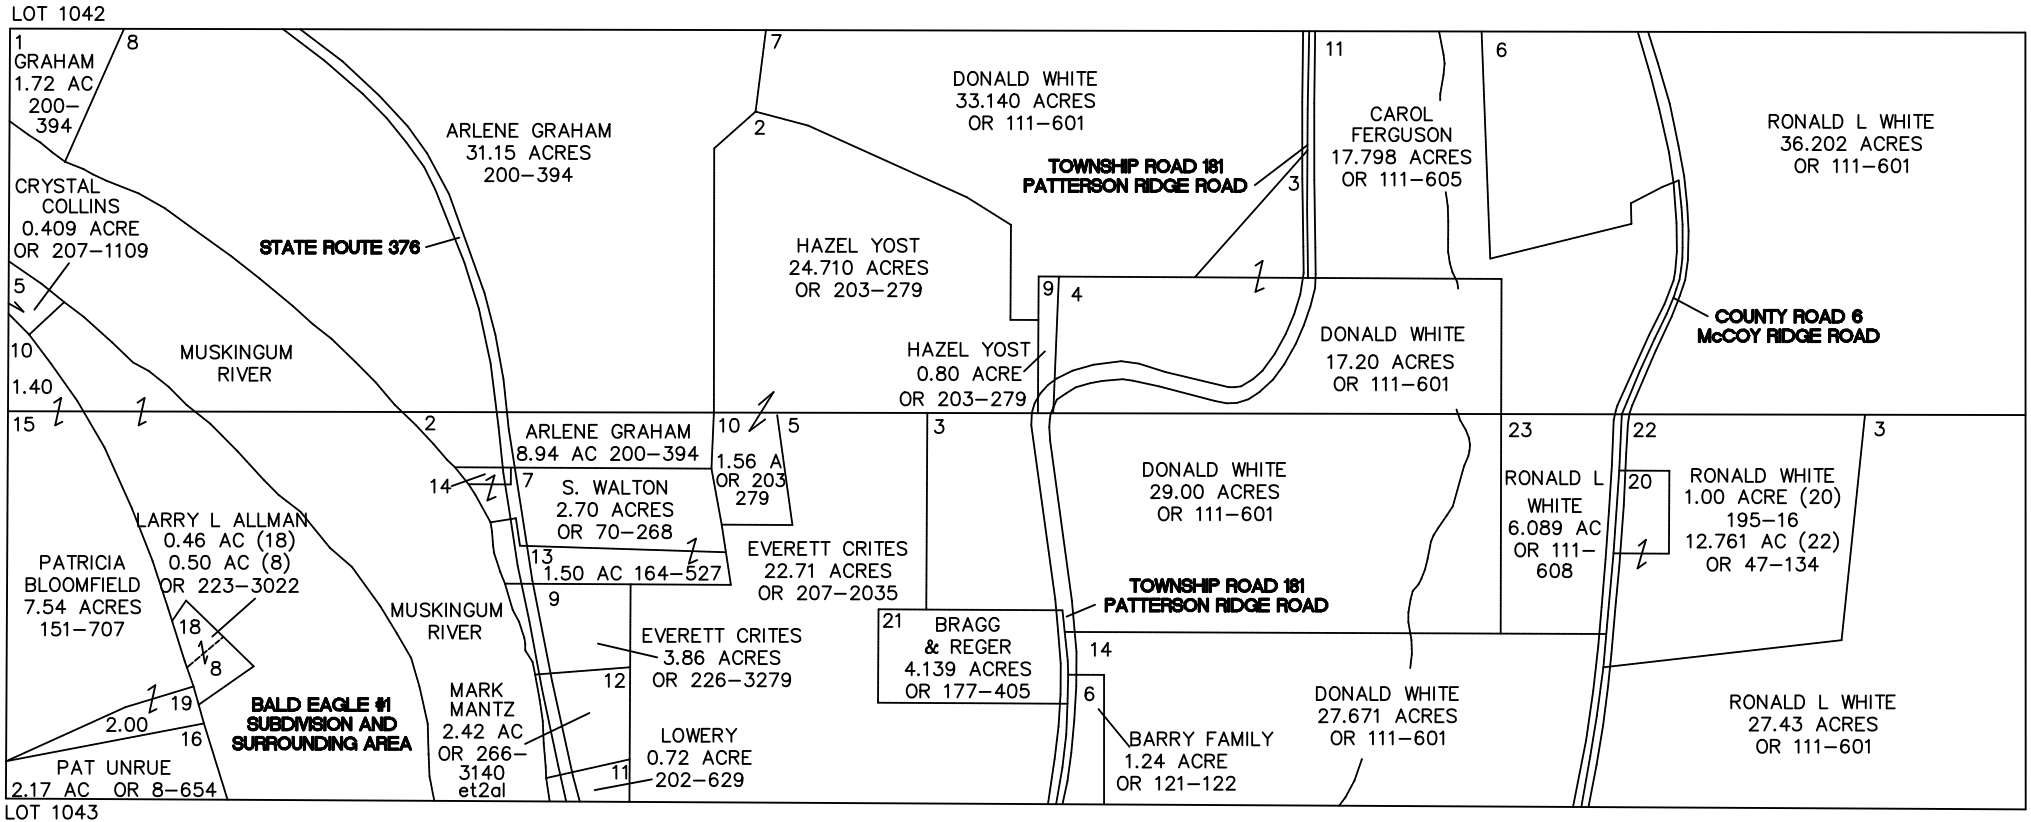 LOT 1042
1
GRAHAM
1.72 AC
200-
394
8
ARLENE GRAHAM
31.15 ACRES
200-394
7
2
DONALD WHITE
33.140 ACRES
OR 111-601
TOWNSHIP ROAD 181
PATTERSON RIDGE ROAD
3
11
CAROL
FERGUSON
17.798 ACRES
OR 111-605
6
RONALD L WHITE
36.202 ACRES
OR 111-601
CRYSTAL
COLLINS
0.409 ACRE
OR 207-1109
STATE ROUTE 376
HAZEL YOST
24.710 ACRES
OR 203-279
5
10
1.40
MUSKINGUM
RIVER
9
4
HAZEL YOST
0.80 ACRE
OR 203-279
DONALD WHITE
17.20 ACRES
OR 111-601
COUNTY ROAD 6
McCOY RIDGE ROAD
15
2
ARLENE GRAHAM
8.94 AC 200-394
10
1.56 A
OR 203
279
5
3
23
22
3
14
7
S. WALTON
2.70 ACRES
OR 70-268
DONALD WHITE
29.00 ACRES
OR 111-601
RONALD L
WHITE
6.089 AC
OR 111-
608
20
RONALD WHITE
1.00 ACRE (20)
195-16
12.761 AC (22)
OR 47-134
LARRY L ALLMAN
0.46 AC (18)
0.50 AC (8)
OR 223-3022
PATRICIA
BLOOMFIELD
7.54 ACRES
151-707
13
1.50 AC 164-527
EVERETT CRITES
22.71 ACRES
OR 207-2035
TOWNSHIP ROAD 181
PATTERSON RIDGE ROAD
MUSKINGUM
RIVER
9
18
8
EVERETT CRITES
3.86 ACRES
OR 226-3279
21
BRAGG
& REGER
4.139 ACRES
OR 177-405
14
12
6
19
2.00
16
BALD EAGLE #1
SUBDIVISION AND
SURROUNDING AREA
MARK
MANTZ
2.42 AC
OR 266-
3140
et2al
LOWERY
0.72 ACRE
202-629
11
BARRY FAMILY
1.24 ACRE
OR 121-122
DONALD WHITE
27.671 ACRES
OR 111-601
RONALD L WHITE
27.43 ACRES
OR 111-601
PAT UNRUE
2.17 AC OR 8-654
LOT 1043